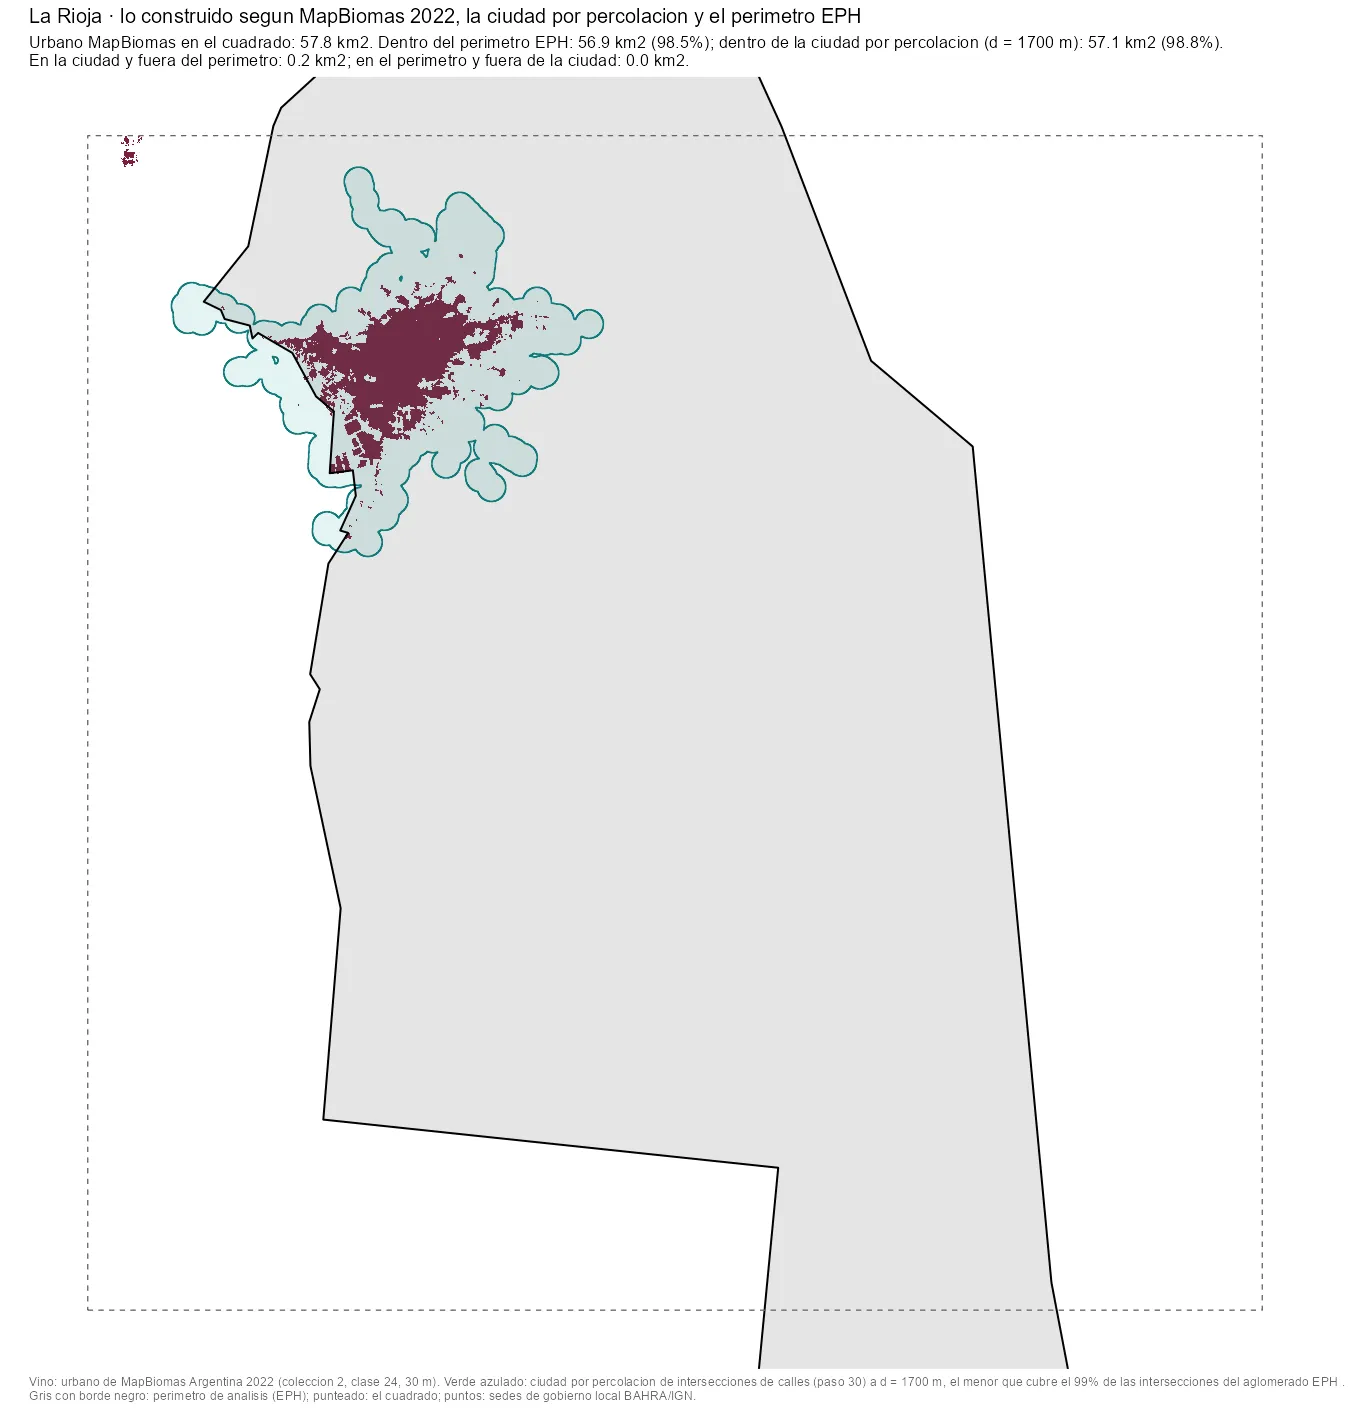 La Rioja · lo construido segun MapBiomas 2022, la ciudad por percolacion y el perimetro EPH
Urbano MapBiomas en el cuadrado: 57.8 km2. Dentro del perimetro EPH: 56.9 km2 (98.5%); dentro de la ciudad por percolacion (d = 1700 m): 57.1 km2 (98.8%).
En la ciudad y fuera del perimetro: 0.2 km2; en el perimetro y fuera de la ciudad: 0.0 km2.
Vino: urbano de MapBiomas Argentina 2022 (coleccion 2, clase 24, 30 m). Verde azulado: ciudad por percolacion de intersecciones de calles (paso 30) a d = 1700 m, el menor que cubre el 99% de las intersecciones del aglomerado EPH .
Gris con borde negro: perimetro de analisis (EPH); punteado: el cuadrado; puntos: sedes de gobierno local BAHRA/IGN.